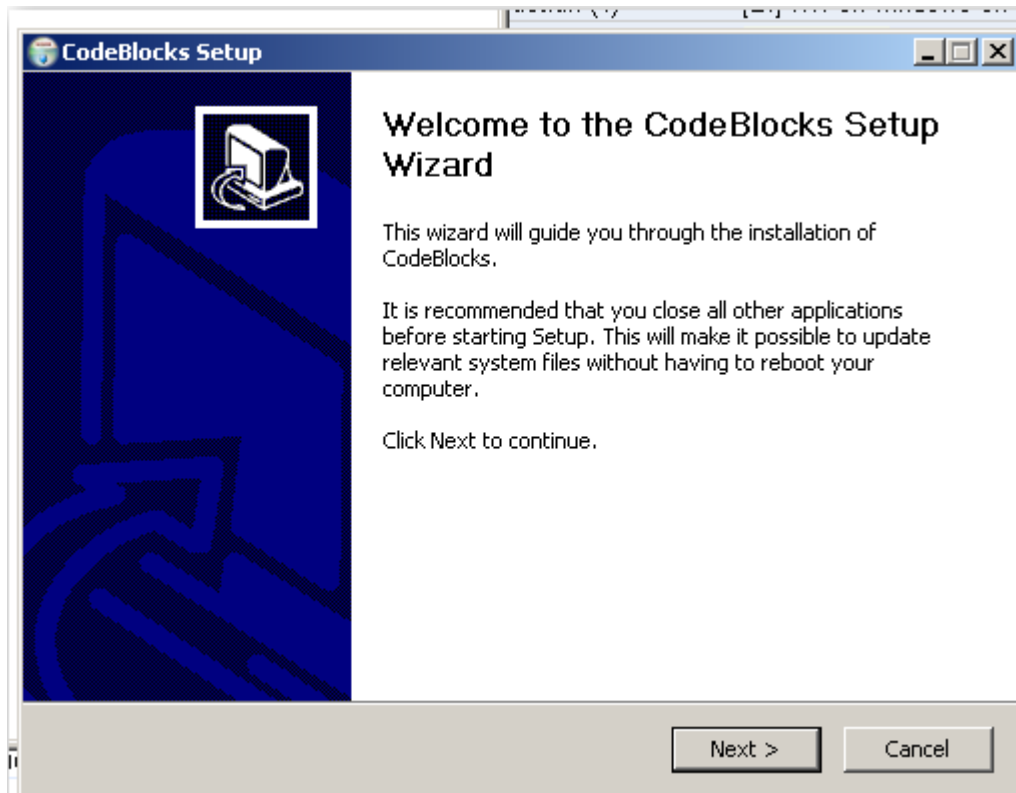 CodeBlocks Setup
Welcome to the CodeBlocks Setup
Wizard
This wizard will guide you through the installation of
CodeBlocks.
It is recommended that you close all other applications
before starting Setup. This will make it possible to update
relevant system files without having to reboot your
computer.
Click Next to continue.
Next >
Cancel